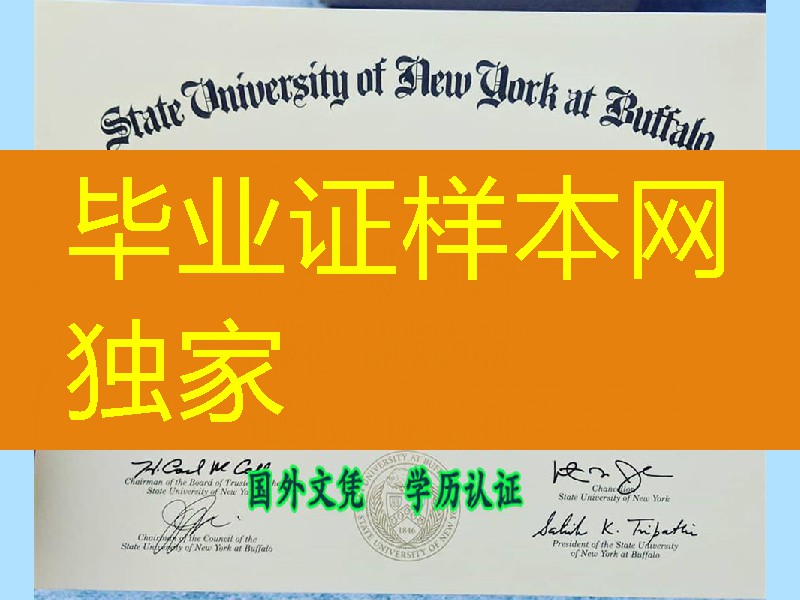 State University of New York at Buffalo
毕业证样本网
独家
国外文凭 学历认证
Chairman of the Board of Trustees
State University of New York
Chancellor
State University of New York
Chairman of the Council of the
State University of New York at Buffalo
President of the State University
of New York at Buffalo
1846